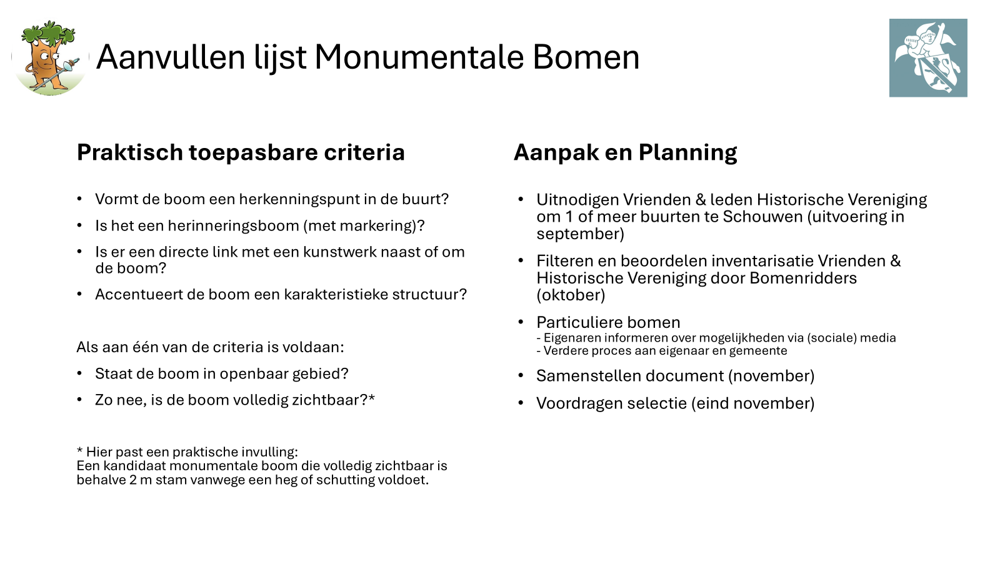 Aanvullen lijst Monumentale Bomen
Praktisch toepasbare criteria
• Vormt de boom een herkenningspunt in de buurt?
• Is het een herinneringsboom (met markering)?
• Is er een directe link met een kunstwerk naast of om
de boom?
• Accentueert de boom een karakteristieke structuur?
Als aan één van de criteria is voldaan:
• Staat de boom in openbaar gebied?
• Zo nee, is de boom volledig zichtbaar?*
* Hier past een praktische invulling:
Een kandidaat monumentale boom die volledig zichtbaar is
behalve 2 m stam vanwege een heg of schutting voldoet.
Aanpak en Planning
• Uitnodigen Vrienden & leden Historische Vereniging
om 1 of meer buurten te Schouwen (uitvoering in
september)
• Filteren en beoordelen inventarisatie Vrienden &
Historische Vereniging door Bomenridders
(oktober)
• Particuliere bomen
- Eigenaren informeren over mogelijkheden via (sociale) media
- Verdere proces aan eigenaar en gemeente
• Samenstellen document (november)
• Voordragen selectie (eind november)